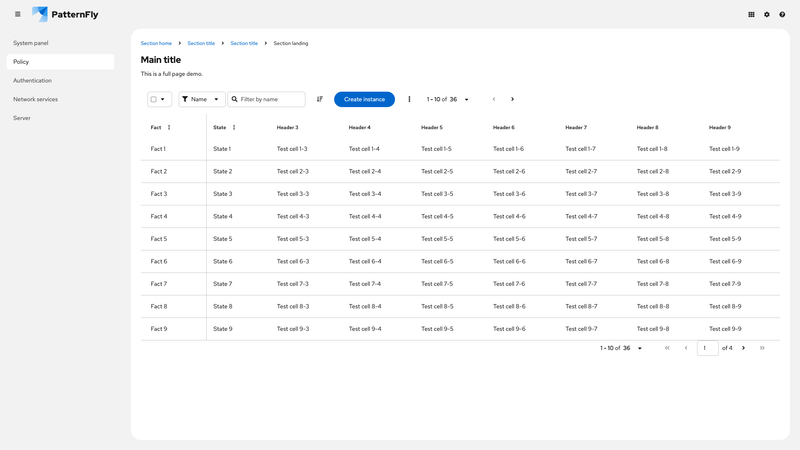 PatternFly
System panel
Policy
Authentication
Network services
Server
Section home Section title Section title Section landing
Main title
This is a full page demo.
Name Filter by name Create instance 1 - 10 of 36
Fact State Header 3 Header 4 Header 5 Header 6 Header 7 Header 8 Header 9
Fact 1 State 1 Test cell 1-3 Test cell 1-4 Test cell 1-5 Test cell 1-6 Test cell 1-7 Test cell 1-8 Test cell 1-9
Fact 2 State 2 Test cell 2-3 Test cell 2-4 Test cell 2-5 Test cell 2-6 Test cell 2-7 Test cell 2-8 Test cell 2-9
Fact 3 State 3 Test cell 3-3 Test cell 3-4 Test cell 3-5 Test cell 3-6 Test cell 3-7 Test cell 3-8 Test cell 3-9
Fact 4 State 4 Test cell 4-3 Test cell 4-4 Test cell 4-5 Test cell 4-6 Test cell 4-7 Test cell 4-8 Test cell 4-9
Fact 5 State 5 Test cell 5-3 Test cell 5-4 Test cell 5-5 Test cell 5-6 Test cell 5-7 Test cell 5-8 Test cell 5-9
Fact 6 State 6 Test cell 6-3 Test cell 6-4 Test cell 6-5 Test cell 6-6 Test cell 6-7 Test cell 6-8 Test cell 6-9
Fact 7 State 7 Test cell 7-3 Test cell 7-4 Test cell 7-5 Test cell 7-6 Test cell 7-7 Test cell 7-8 Test cell 7-9
Fact 8 State 8 Test cell 8-3 Test cell 8-4 Test cell 8-5 Test cell 8-6 Test cell 8-7 Test cell 8-8 Test cell 8-9
Fact 9 State 9 Test cell 9-3 Test cell 9-4 Test cell 9-5 Test cell 9-6 Test cell 9-7 Test cell 9-8 Test cell 9-9
1 - 10 of 36 1 of 4